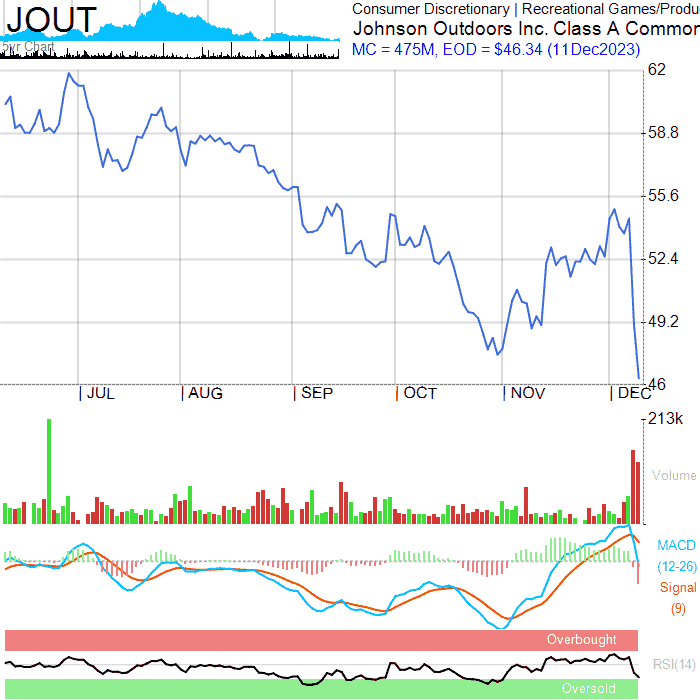 JOUT
5yr Chart
Consumer Discretionary | Recreational Games/Produ
Johnson Outdoors Inc. Class A Common
MC = 475M, EOD = $46.34 (11Dec2023)
62
58.8
55.6
52.4
49.2
46
JUL AUG SEP OCT NOV DEC
213k
Volume
MACD
(12-26)
Signal
(9)
Overbought
RSI(14)
Oversold